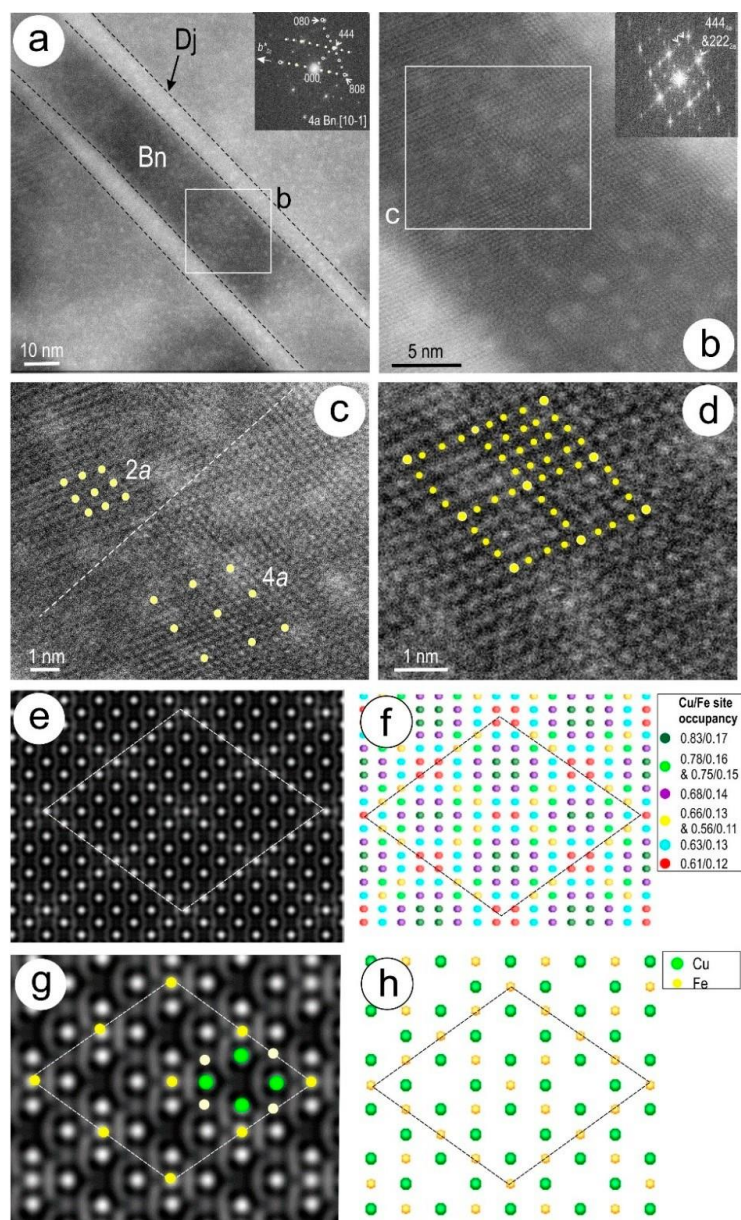 a
Dj
080
444
b*
000
808
4a Bn.[10-1]
Bn
b
10 nm
444
&222
c
5 nm
b
c
2a
4a
1 nm
d
1 nm
e
f
Cu/Fe site
occupancy
0.83/0.17
0.78/0.16
& 0.75/0.15
0.68/0.14
0.66/0.13
& 0.56/0.11
0.63/0.13
0.61/0.12
g
h
Cu
Fe